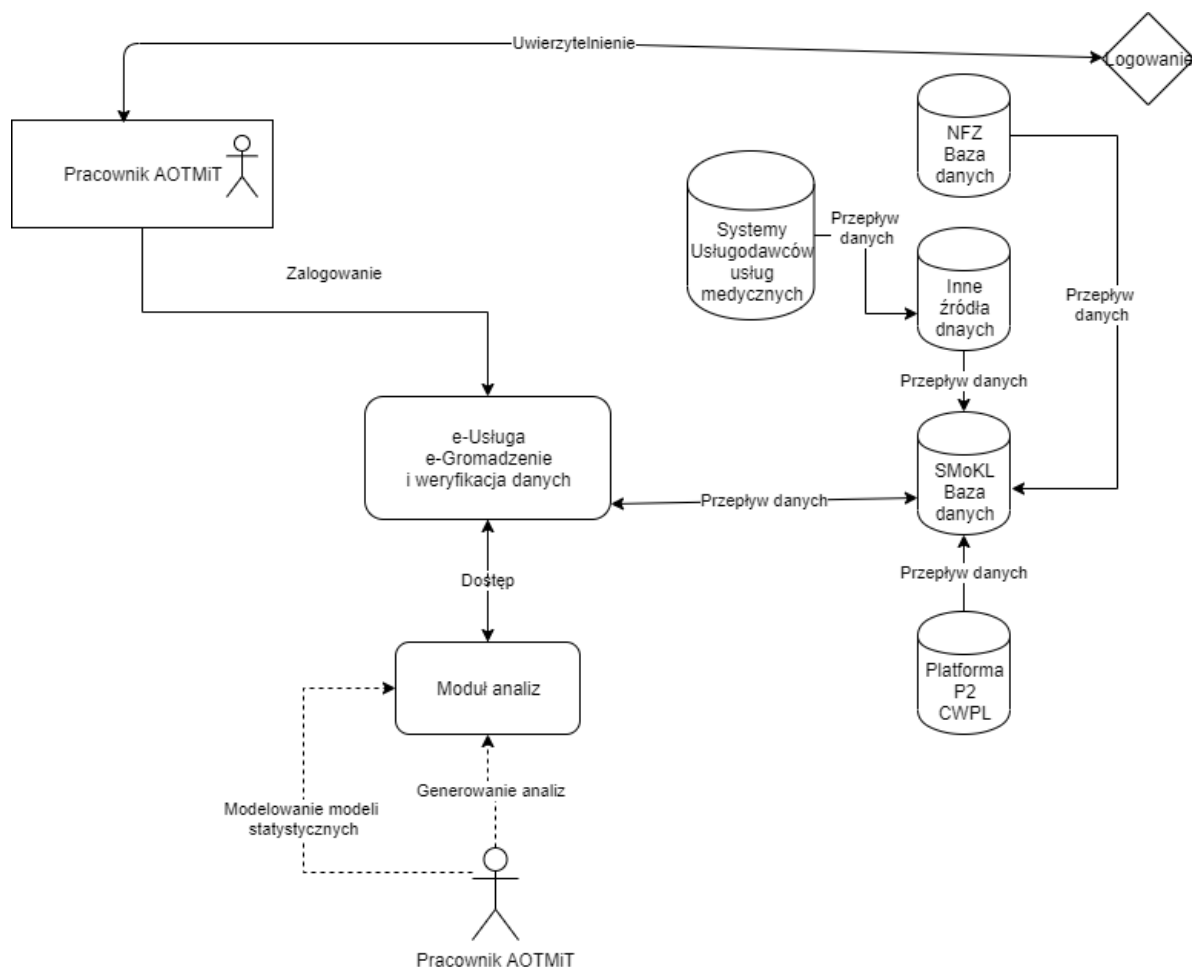 Uwierzytelnienie
Logowanie
Pracownik AOTMiT
NFZ
Baza
danych
Systemy
Usługodawców
usług
medycznych
Przepływ
danych
Zalogowanie
Inne
źródła
dnaych
Przepływ
danych
Przepływ danych
e-Usługa
e-Gromadzenie
i weryfikacja danych
SMoKL
Baza
danych
Przepływ danych
Przepływ danych
Dostęp
Moduł analiz
Platforma
P2
CWPL
Generowanie analiz
Modelowanie modeli
statystycznych
Pracownik AOTMiT